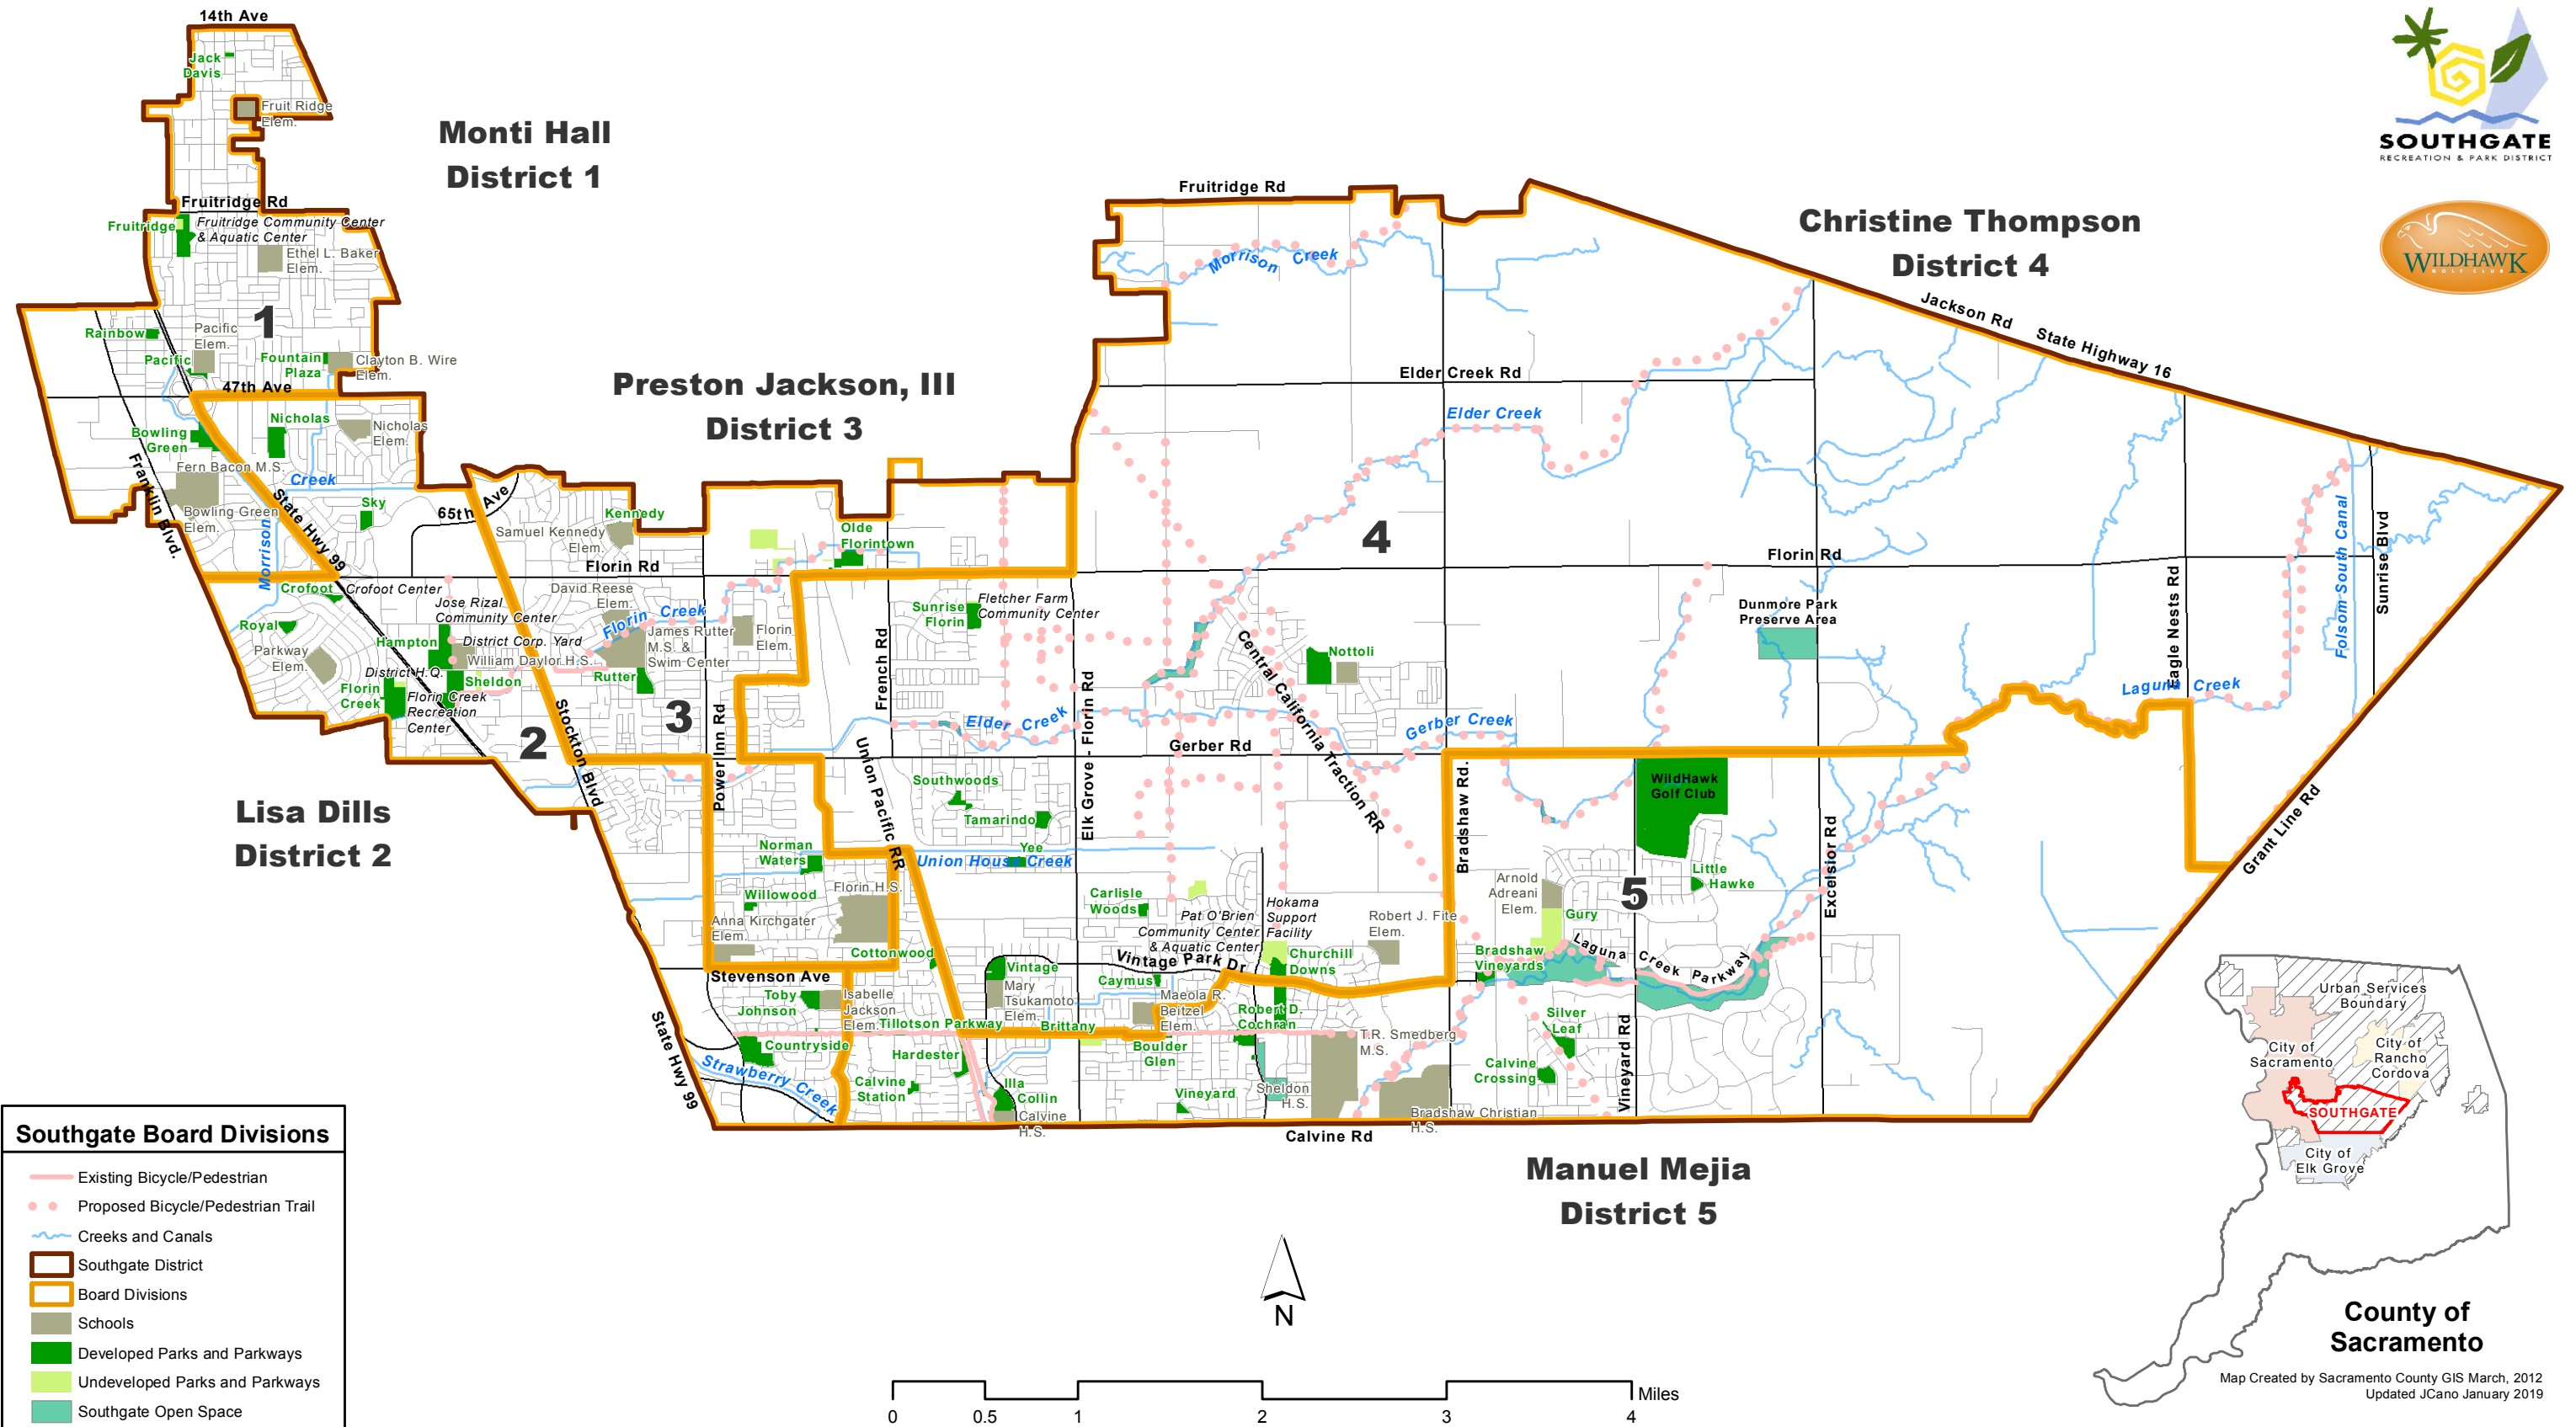 14th Ave
Jack
Davis
Fruit Ridge
Elem.
Monti Hall
District 1
SOUTHGATE
RECREATION & PARK DISTRICT
WILDHAWK
GOLF CLUB
Fruitridge Rd
Fruitridge
Fruitridge Community Center
& Aquatic Center
Ethel L. Baker
Elem.
1
Rainbow
Pacific
Elem.
Pacific
Fountain
Plaza
Clayton B. Wire
Elem.
47th Ave
Fruitridge Rd
Morrison Creek
Christine Thompson
District 4
Jackson Rd
State Highway 16
Preston Jackson, III
District 3
Elder Creek Rd
Elder Creek
Nicholas
Nicholas
Elem.
Bowling
Green
Fern Bacon M.S.
Creek
Franklin Blvd.
State Hwy 99
Bowling Green
Elem.
Sky
65th Ave
Morrison
Samuel Kennedy
Elem.
Kennedy
Olde
Florintown
Florin Rd
4
Florin Rd
Crofoot
Crofoot Center
Royal
Parkway
Elem.
Jose Rizal
Community Center
Hampton
District Corp. Yard
William Daylor H.S.
District H.Q.
Sheldon
Florin
Creek
Florin Creek
Recreation
Center
2
Stockton Blvd
David Reese
Elem.
Florin Creek
James Rutter
M.S. &
Swim Center
Florin
Elem.
Rutter
3
Power Inn Rd
French Rd
Sunrise
Florin
Fletcher Farm
Community Center
Elder Creek
Elk Grove - Florin Rd
Central California Traction RR
Nottoli
Gerber Creek
Gerber Rd
Dunmore Park
Preserve Area
Eagle Nests Rd
Laguna Creek
Folsom South Canal
Sunrise Blvd
Grant Line Rd
Lisa Dills
District 2
Union Pacific RR
Southwoods
Tamarindo
Yee
Union House Creek
Norman
Waters
Willowood
Florin H.S.
Anna Kirchgater
Elem.
Cottonwood
Stevenson Ave
Carlisle
Woods
Pat O'Brien
Community Center
& Aquatic Center
Hokama
Support
Facility
Robert J. Fite
Elem.
Churchill
Downs
Vintage Park Dr
Vintage
Mary
Tsukamoto
Elem.
Caymus
Maeola R.
Beitzel
Elem.
Bradshaw Rd.
WildHawk
Golf Club
Little
Hawke
Arnold
Adreani
Elem.
Gury
5
Excelsior Rd
Bradshaw
Vineyards
Laguna Creek Parkway
Toby
Johnson
Isabelle
Jackson
Elem.
Tillotson Parkway
Brittany
Robert D.
Cochran
Boulder
Glen
T.R. Smedberg
M.S.
Silver
Leaf
Calvine
Crossing
Vineyard Rd
State Hwy 99
Countryside
Strawberry Creek
Hardester
Calvine
Station
Illa
Collin
Calvine
H.S.
Vineyard
Sheldon
H.S.
Bradshaw Christian
H.S.
Calvine Rd
Manuel Mejia
District 5
Southgate Board Divisions
Existing Bicycle/Pedestrian
Proposed Bicycle/Pedestrian Trail
Creeks and Canals
Southgate District
Board Divisions
Schools
Developed Parks and Parkways
Undeveloped Parks and Parkways
Southgate Open Space
N
0 0.5 1 2 3 4 Miles
Urban Services
Boundary
City of
Sacramento
City of
Rancho
Cordova
SOUTHGATE
City of
Elk Grove
County of
Sacramento
Map Created by Sacramento County GIS March, 2012
Updated JCano January 2019